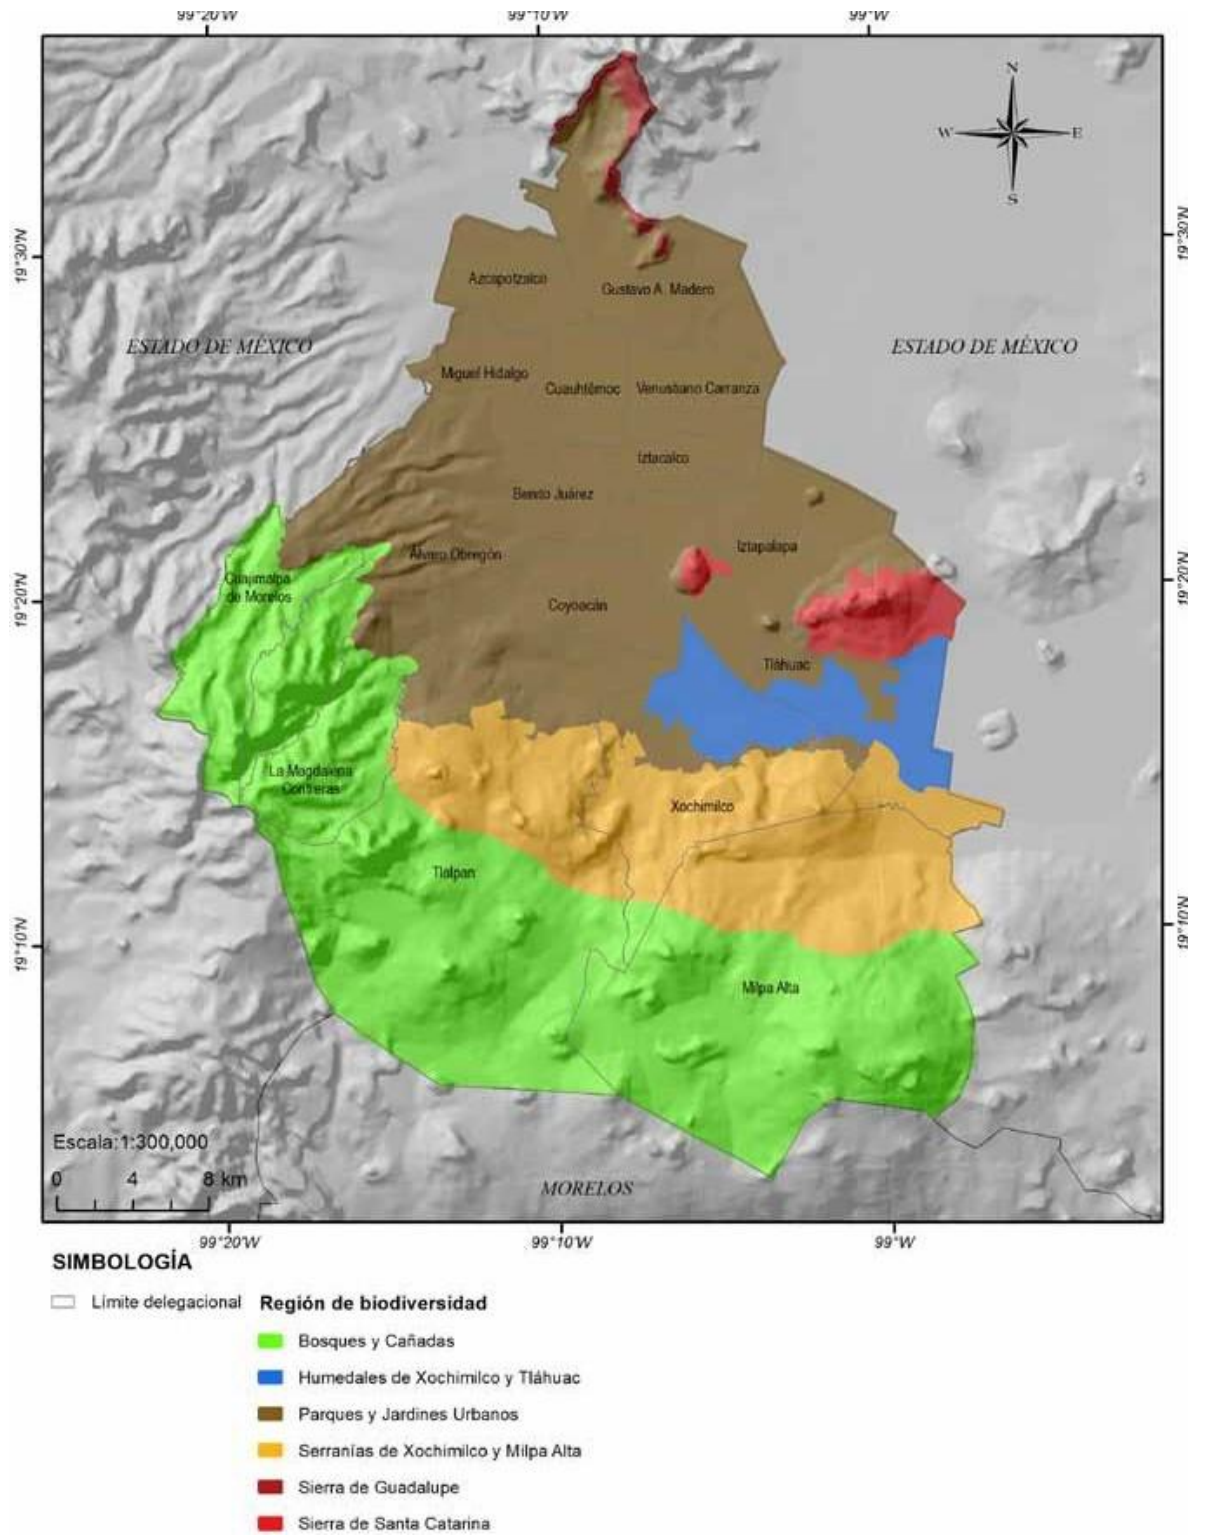 99°20'W 99°10'W 99°W
N
W E
S
19°30'N 19°30'N
Azcapotzalco
Gustavo A. Madero
ESTADO DE MÉXICO ESTADO DE MÉXICO
Miguel Hidalgo
Cuauhtémoc Venustiano Carranza
Iztacalco
Benito Juárez
Iztapalapa
Álvaro Obregón
Cuajimalpa
de Morelos
19°20'N 19°20'N
Coyoacán
Tláhuac
La Magdalena
Contreras
Xochimilco
Tlalpan
19°10'N 19°10'N
Milpa Alta
Escala:1:300,000
0 4 8 km
MORELOS
99°20'W 99°10'W 99°W
SIMBOLOGÍA
Límite delegacional Región de biodiversidad
Bosques y Cañadas
Humedales de Xochimilco y Tláhuac
Parques y Jardines Urbanos
Serranías de Xochimilco y Milpa Alta
Sierra de Guadalupe
Sierra de Santa Catarina